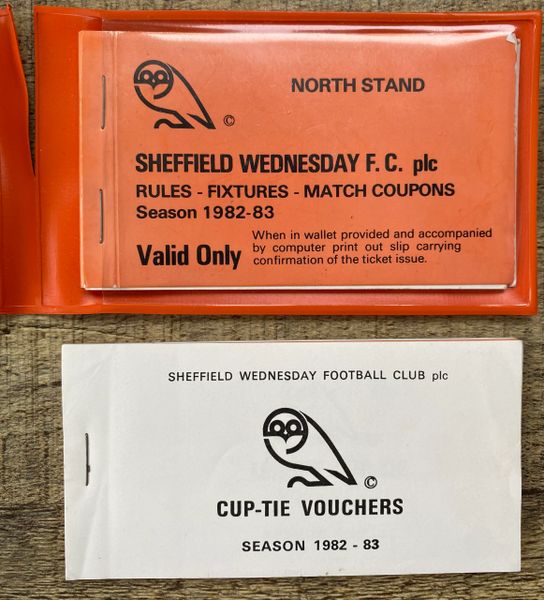 NORTH STAND
©
SHEFFIELD WEDNESDAY F.C. plc
RULES - FIXTURES - MATCH COUPONS
Season 1982-83
Valid Only
When in wallet provided and accompanied
by computer print out slip carrying
confirmation of the ticket issue.
SHEFFIELD WEDNESDAY FOOTBALL CLUB plc
©
CUP-TIE VOUCHERS
SEASON 1982 - 83